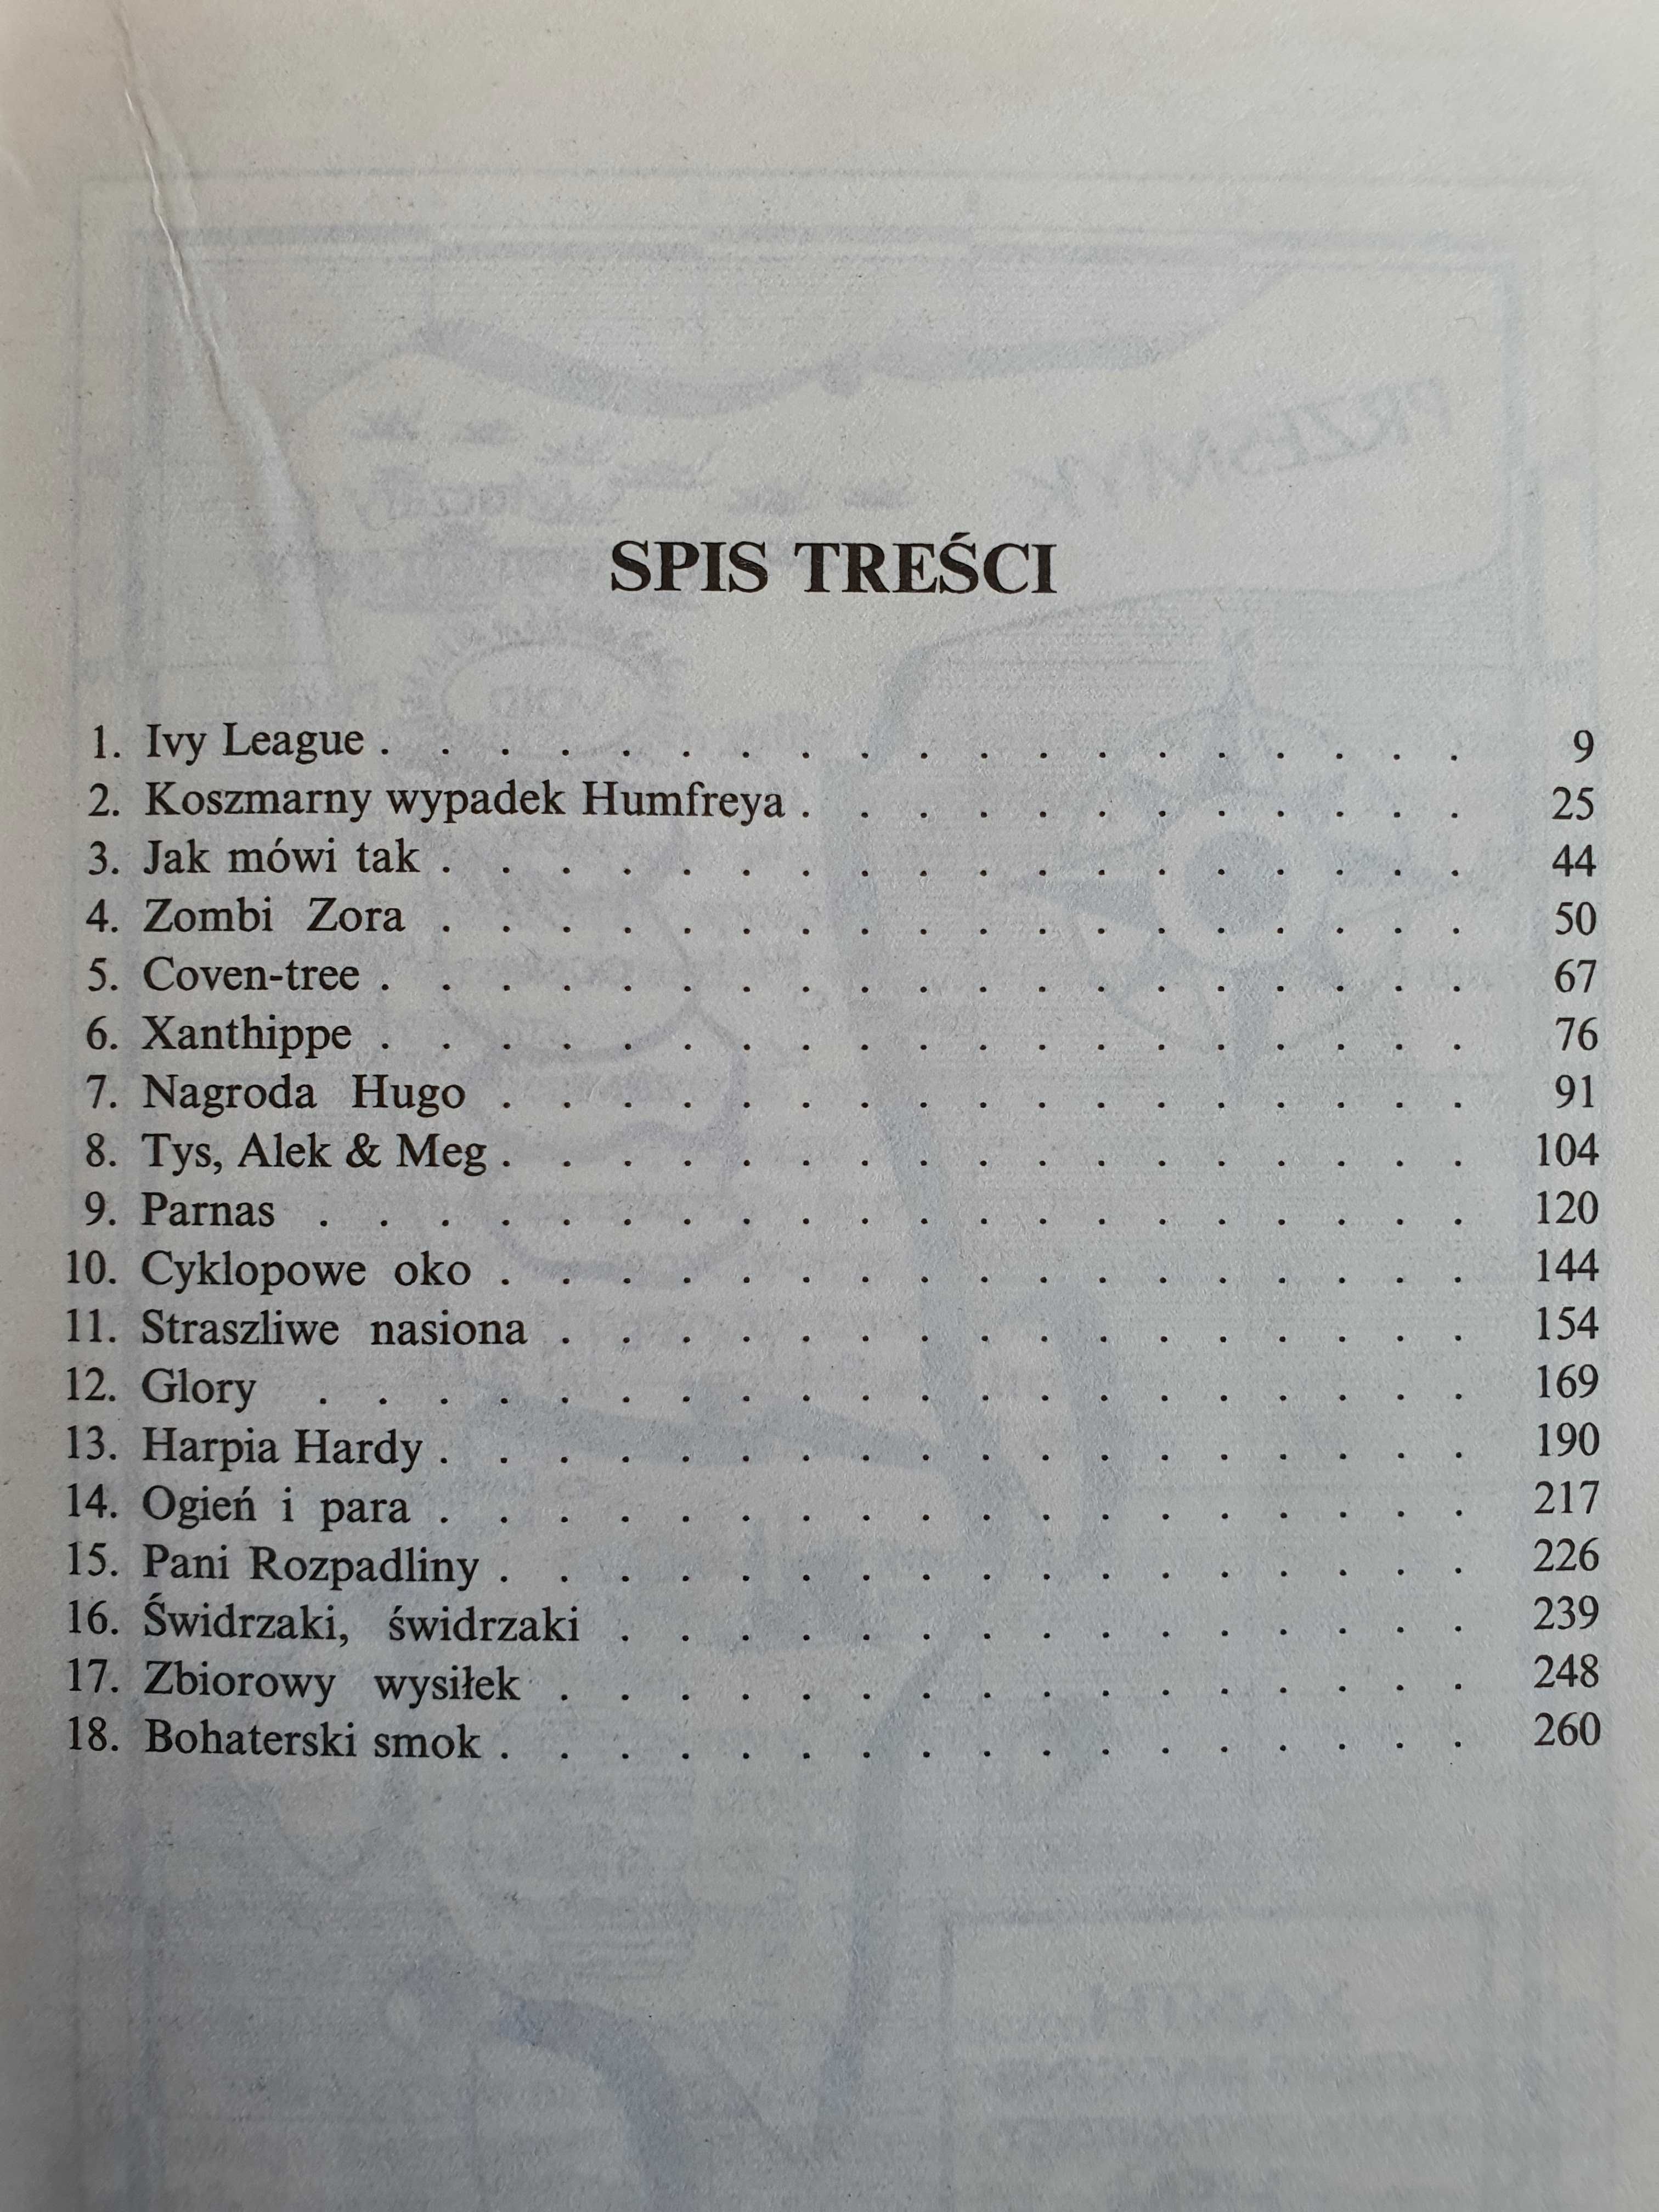 SPIS TREŚCI
1. Ivy League . . . . . . . . . . . . . . . . . . . 9
2. Koszmarny wypadek Humfreya . . . . . . . . . . . . 25
3. Jak mówi tak . . . . . . . . . . . . . . . . . . 44
4. Zombi Zora . . . . . . . . . . . . . . . . . . 50
5. Coven-tree . . . . . . . . . . . . . . . . . . . 67
6. Xanthippe . . . . . . . . . . . . . . . . . . . 76
7. Nagroda Hugo . . . . . . . . . . . . . . . . . 91
8. Tys, Alek & Meg . . . . . . . . . . . . . . . . . 104
9. Parnas . . . . . . . . . . . . . . . . . . . . 120
10. Cyklopowe oko . . . . . . . . . . . . . . . . . 144
11. Straszliwe nasiona . . . . . . . . . . . . . . . . 154
12. Glory . . . . . . . . . . . . . . . . . . . . 169
13. Harpia Hardy . . . . . . . . . . . . . . . . . . 190
14. Ogień i para . . . . . . . . . . . . . . . . . . 217
15. Pani Rozpadliny . . . . . . . . . . . . . . . . . 226
16. Świdrzaki, świdrzaki . . . . . . . . . . . . . . . 239
17. Zbiorowy wysiłek . . . . . . . . . . . . . . . . 248
18. Bohaterski smok . . . . . . . . . . . . . . . . . 260
PRZESMYK
XANTH